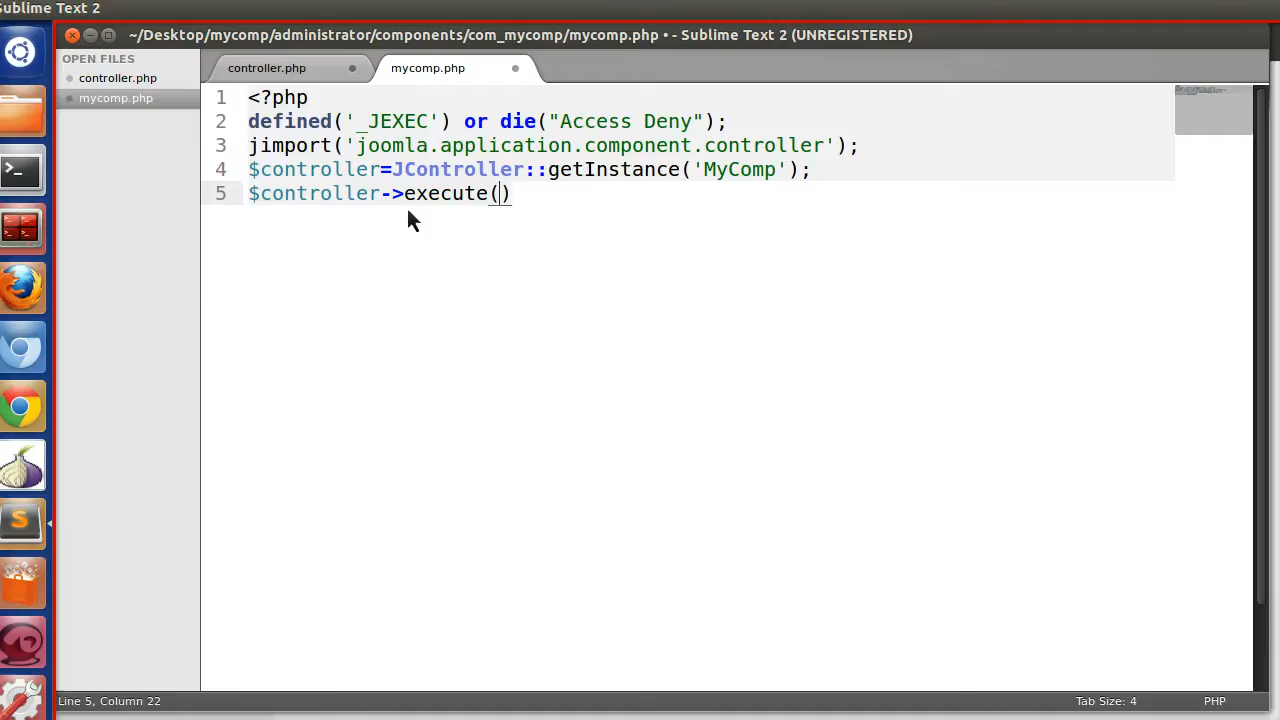 Sublime Text 2
~/Desktop/mycomp/administrator/components/com_mycomp/mycomp.php • - Sublime Text 2 (UNREGISTERED)
OPEN FILES
controller.php
mycomp.php
controller.php
mycomp.php
1 <?php
2 defined('_JEXEC') or die("Access Deny");
3 jimport('joomla.application.component.controller');
4 $controller=JController::getInstance('MyComp');
5 $controller->execute()
Line 5, Column 22
Tab Size: 4
PHP